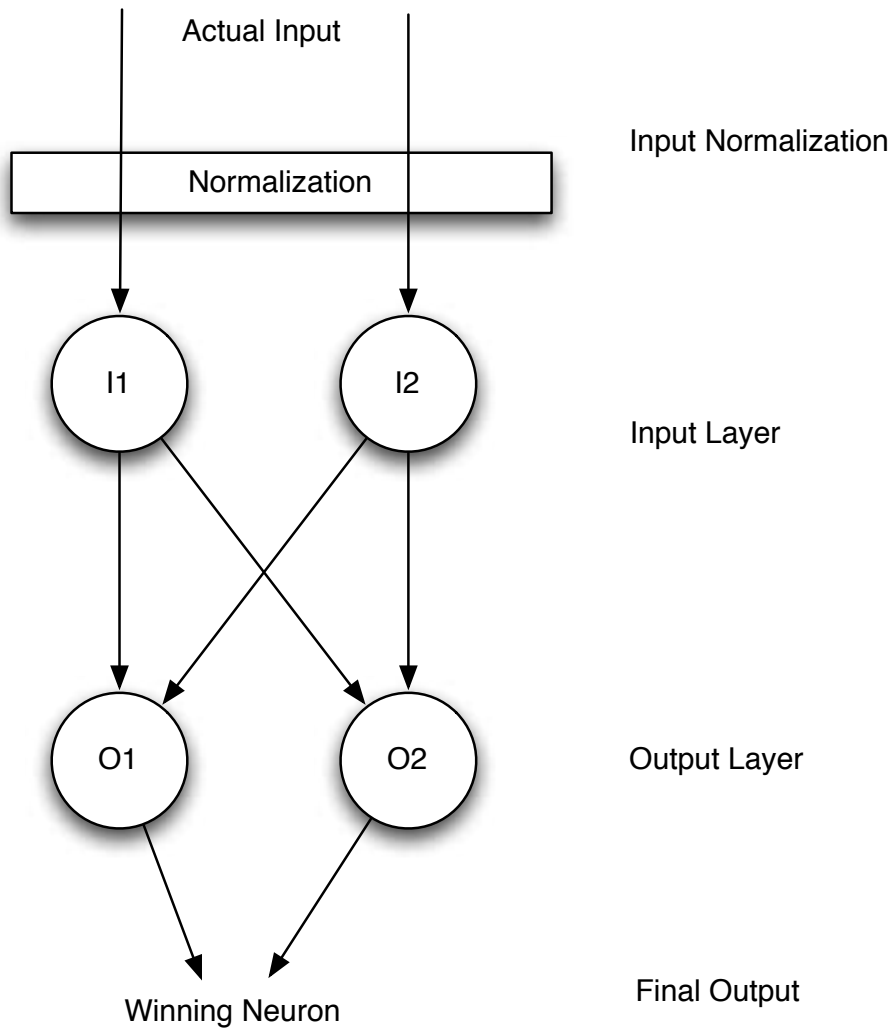 Actual Input
Input Normalization
Normalization
I1
I2
Input Layer
O1
O2
Output Layer
Winning Neuron
Final Output